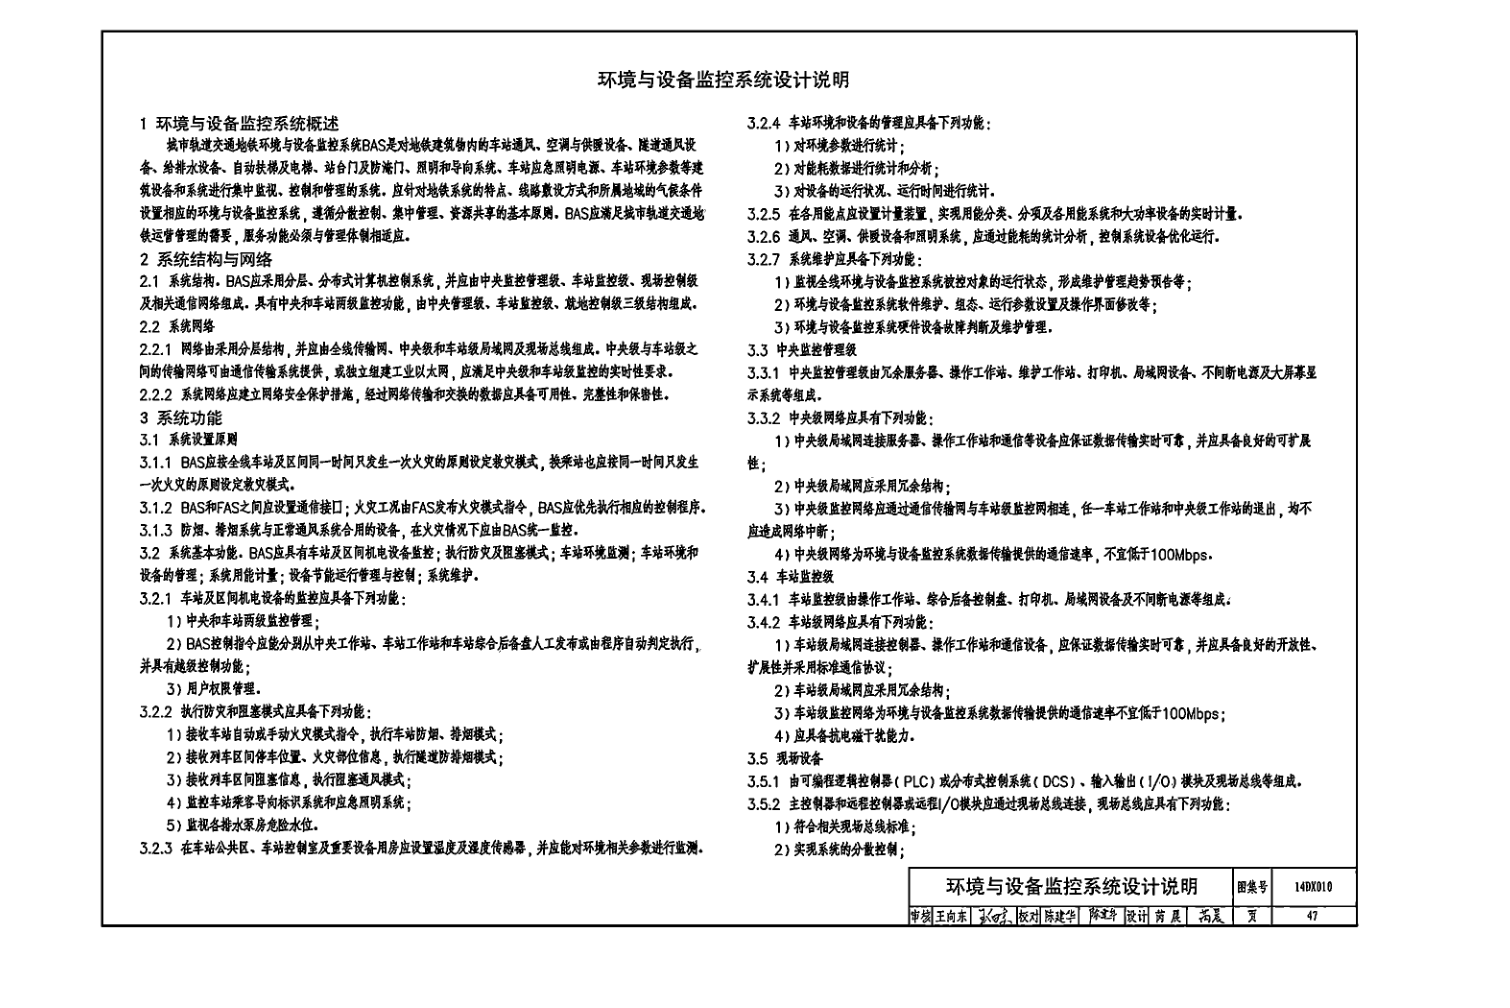 环境与设备监控系统设计说明
1 环境与设备监控系统概述
城市轨道交通地铁环境与设备监控系统BAS是对地铁建筑物内的车站通风、空调与供暖设备、隧道通风设
备、给排水设备、自动扶梯及电梯、站台门及防淹门、照明和导向系统、车站应急照明电源、车站环境参数等建
筑设备和系统进行集中监视、控制和管理的系统。应针对地铁系统的特点、线路敷设方式和所属地域的气候条件
设置相应的环境与设备监控系统，遵循分散控制、集中管理、资源共享的基本原则。BAS应满足城市轨道交通地
铁运营管理的需要，服务功能必须与管理体制相适应。
2 系统结构与网络
2.1 系统结构。BAS应采用分层、分布式计算机控制系统，并应由中央监控管理级、车站监控级、现场控制级
及相关通信网络组成。具有中央和车站两级监控功能，由中央管理级、车站监控级、就地控制级三级结构组成。
2.2 系统网络
2.2.1 网络由采用分层结构，并应由全线传输网、中央级和车站级局域网及现场总线组成。中央级与车站级之
间的传输网络可由通信传输系统提供，或独立组建工业以太网，应满足中央级和车站级监控的实时性要求。
2.2.2 系统网络应建立网络安全保护措施，经过网络传输和交换的数据应具备可用性、完整性和保密性。
3 系统功能
3.1 系统设置原则
3.1.1 BAS应按全线车站及区间同一时间只发生一次火灾的原则设定救灾模式，换乘站也应按同一时间只发生
一次火灾的原则设定救灾模式。
3.1.2 BAS和FAS之间应设置通信接口；火灾工况由FAS发布火灾模式指令，BAS应优先执行相应的控制程序。
3.1.3 防烟、排烟系统与正常通风系统合用的设备，在火灾情况下应由BAS统一监控。
3.2 系统基本功能。BAS应具有车站及区间机电设备监控；执行防灾及阻塞模式；车站环境监测；车站环境和
设备的管理；系统用能计量；设备节能运行管理与控制；系统维护。
3.2.1 车站及区间机电设备的监控应具备下列功能：
1）中央和车站两级监控管理；
2）BAS控制指令应能分别从中央工作站、车站工作站和车站综合后备盘人工发布或由程序自动判定执行，
并具有越级控制功能；
3）用户权限管理。
3.2.2 执行防灾和阻塞模式应具备下列功能：
1）接收车站自动或手动火灾模式指令，执行车站防烟、排烟模式；
2）接收列车区间停车位置、火灾部位信息，执行隧道防排烟模式；
3）接收列车区间阻塞信息，执行阻塞通风模式；
4）监控车站乘客导向标识系统和应急照明系统；
5）监视各排水泵房危险水位。
3.2.3 在车站公共区、车站控制室及重要设备用房应设置温度及湿度传感器，并应能对环境相关参数进行监测。
3.2.4 车站环境和设备的管理应具备下列功能：
1）对环境参数进行统计；
2）对能耗数据进行统计和分析；
3）对设备的运行状况、运行时间进行统计。
3.2.5 在各用能点应设置计量装置，实现用能分类、分项及各用能系统和大功率设备的实时计量。
3.2.6 通风、空调、供暖设备和照明系统，应通过能耗的统计分析，控制系统设备优化运行。
3.2.7 系统维护应具备下列功能：
1）监视全线环境与设备监控系统被控对象的运行状态，形成维护管理趋势预告等；
2）环境与设备监控系统软件维护、组态、运行参数设置及操作界面修改等；
3）环境与设备监控系统硬件设备故障判断及维护管理。
3.3 中央监控管理级
3.3.1 中央监控管理级由冗余服务器、操作工作站、维护工作站、打印机、局域网设备、不间断电源及大屏幕显
示系统等组成。
3.3.2 中央级网络应具有下列功能：
1）中央级局域网连接服务器、操作工作站和通信等设备应保证数据传输实时可靠，并应具备良好的可扩展
性；
2）中央级局域网应采用冗余结构；
3）中央级监控网络应通过通信传输网与车站级监控网相连，任一车站工作站和中央级工作站的退出，均不
应造成网络中断；
4）中央级网络为环境与设备监控系统数据传输提供的通信速率，不宜低于100Mbps。
3.4 车站监控级
3.4.1 车站监控级由操作工作站、综合后备控制盘、打印机、局域网设备及不间断电源等组成。
3.4.2 车站级网络应具有下列功能：
1）车站级局域网连接控制器、操作工作站和通信设备，应保证数据传输实时可靠，并应具备良好的开放性、
扩展性并采用标准通信协议；
2）车站级局域网应采用冗余结构；
3）车站级监控网络为环境与设备监控系统数据传输提供的通信速率不宜低于100Mbps；
4）应具备抗电磁干扰能力。
3.5 现场设备
3.5.1 由可编程逻辑控制器（PLC）或分布式控制系统（DCS）、输入输出（I/O）模块及现场总线等组成。
3.5.2 主控制器和远程控制器或远程I/O模块应通过现场总线连接，现场总线应具有下列功能：
1）符合相关现场总线标准；
2）实现系统的分散控制；
环境与设备监控系统设计说明 图集号 14DX010
审核 王向东 校对 陈建华 陈建华 设计 芮晨 芮晨 页 47